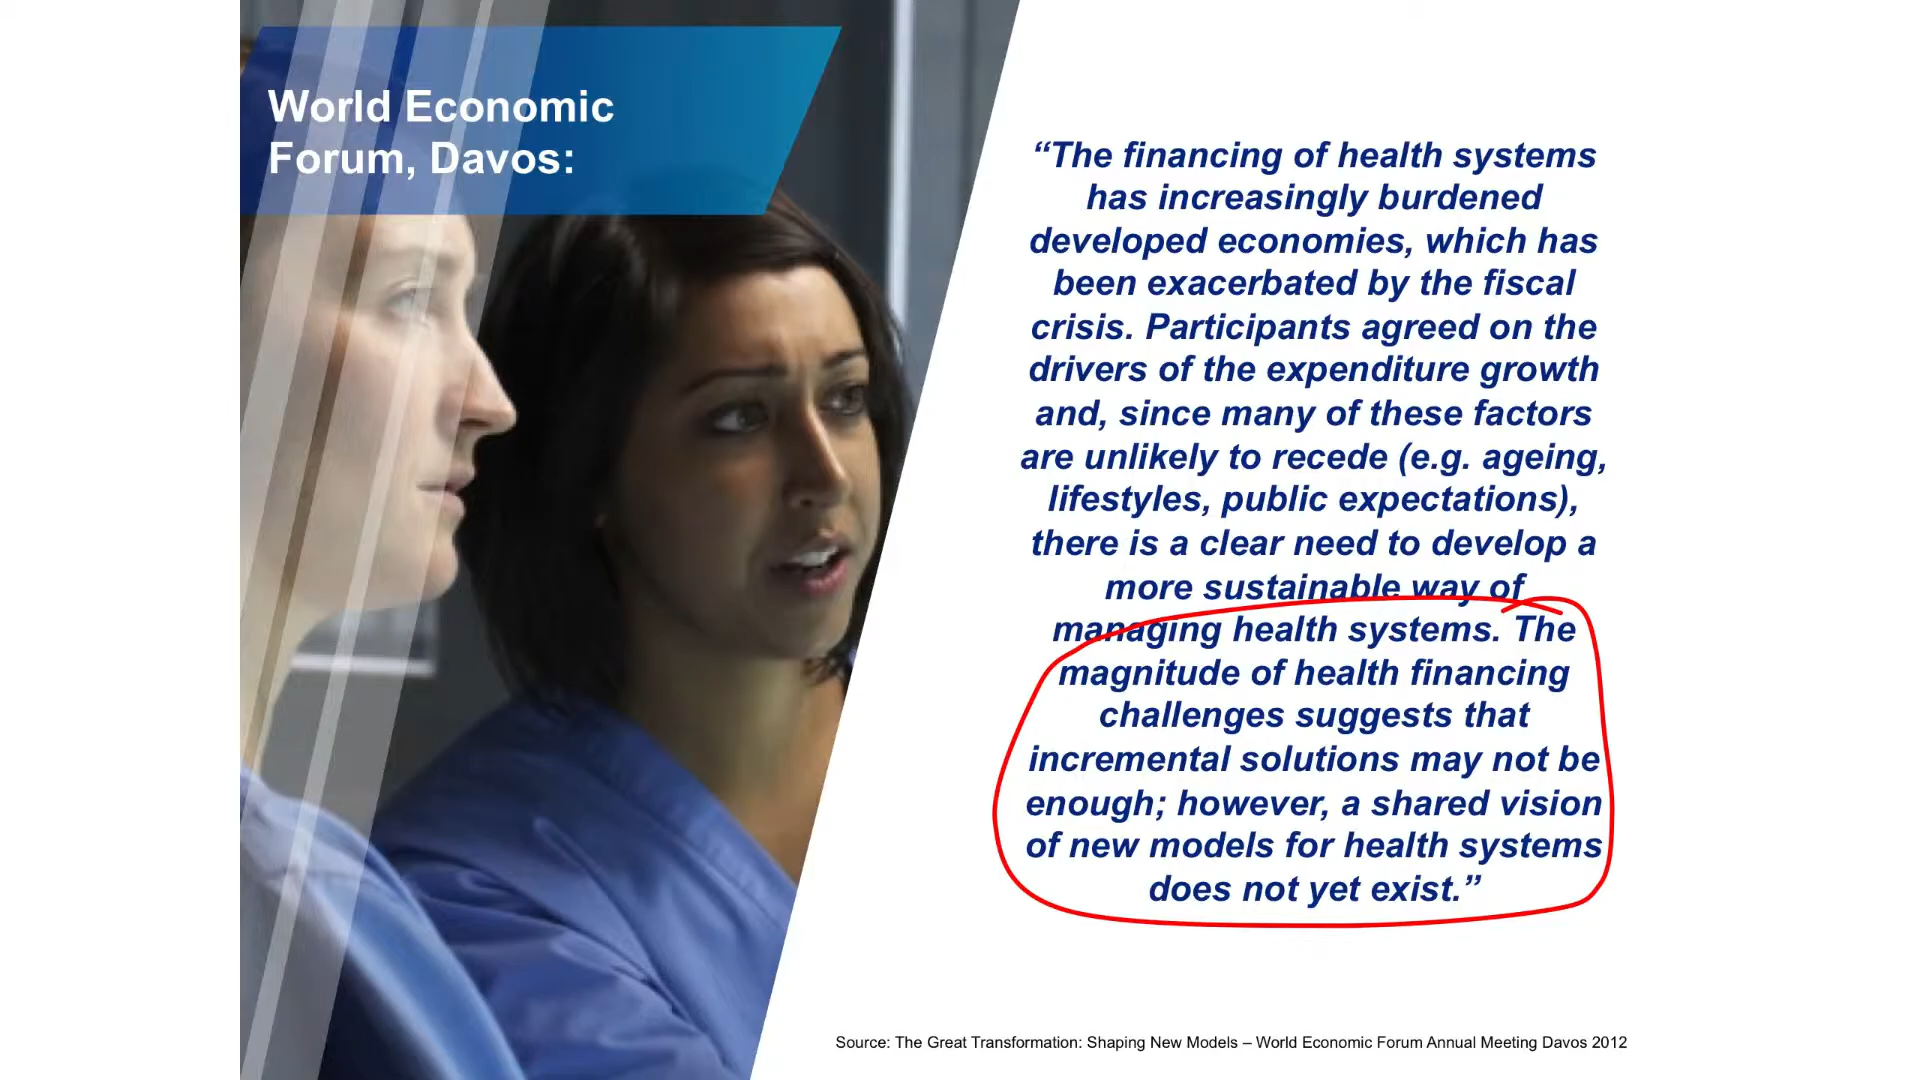 World Economic
Forum, Davos:
“The financing of health systems
has increasingly burdened
developed economies, which has
been exacerbated by the fiscal
crisis. Participants agreed on the
drivers of the expenditure growth
and, since many of these factors
are unlikely to recede (e.g. ageing,
lifestyles, public expectations),
there is a clear need to develop a
more sustainable way of
managing health systems. The
magnitude of health financing
challenges suggests that
incremental solutions may not be
enough; however, a shared vision
of new models for health systems
does not yet exist.”
Source: The Great Transformation: Shaping New Models – World Economic Forum Annual Meeting Davos 2012